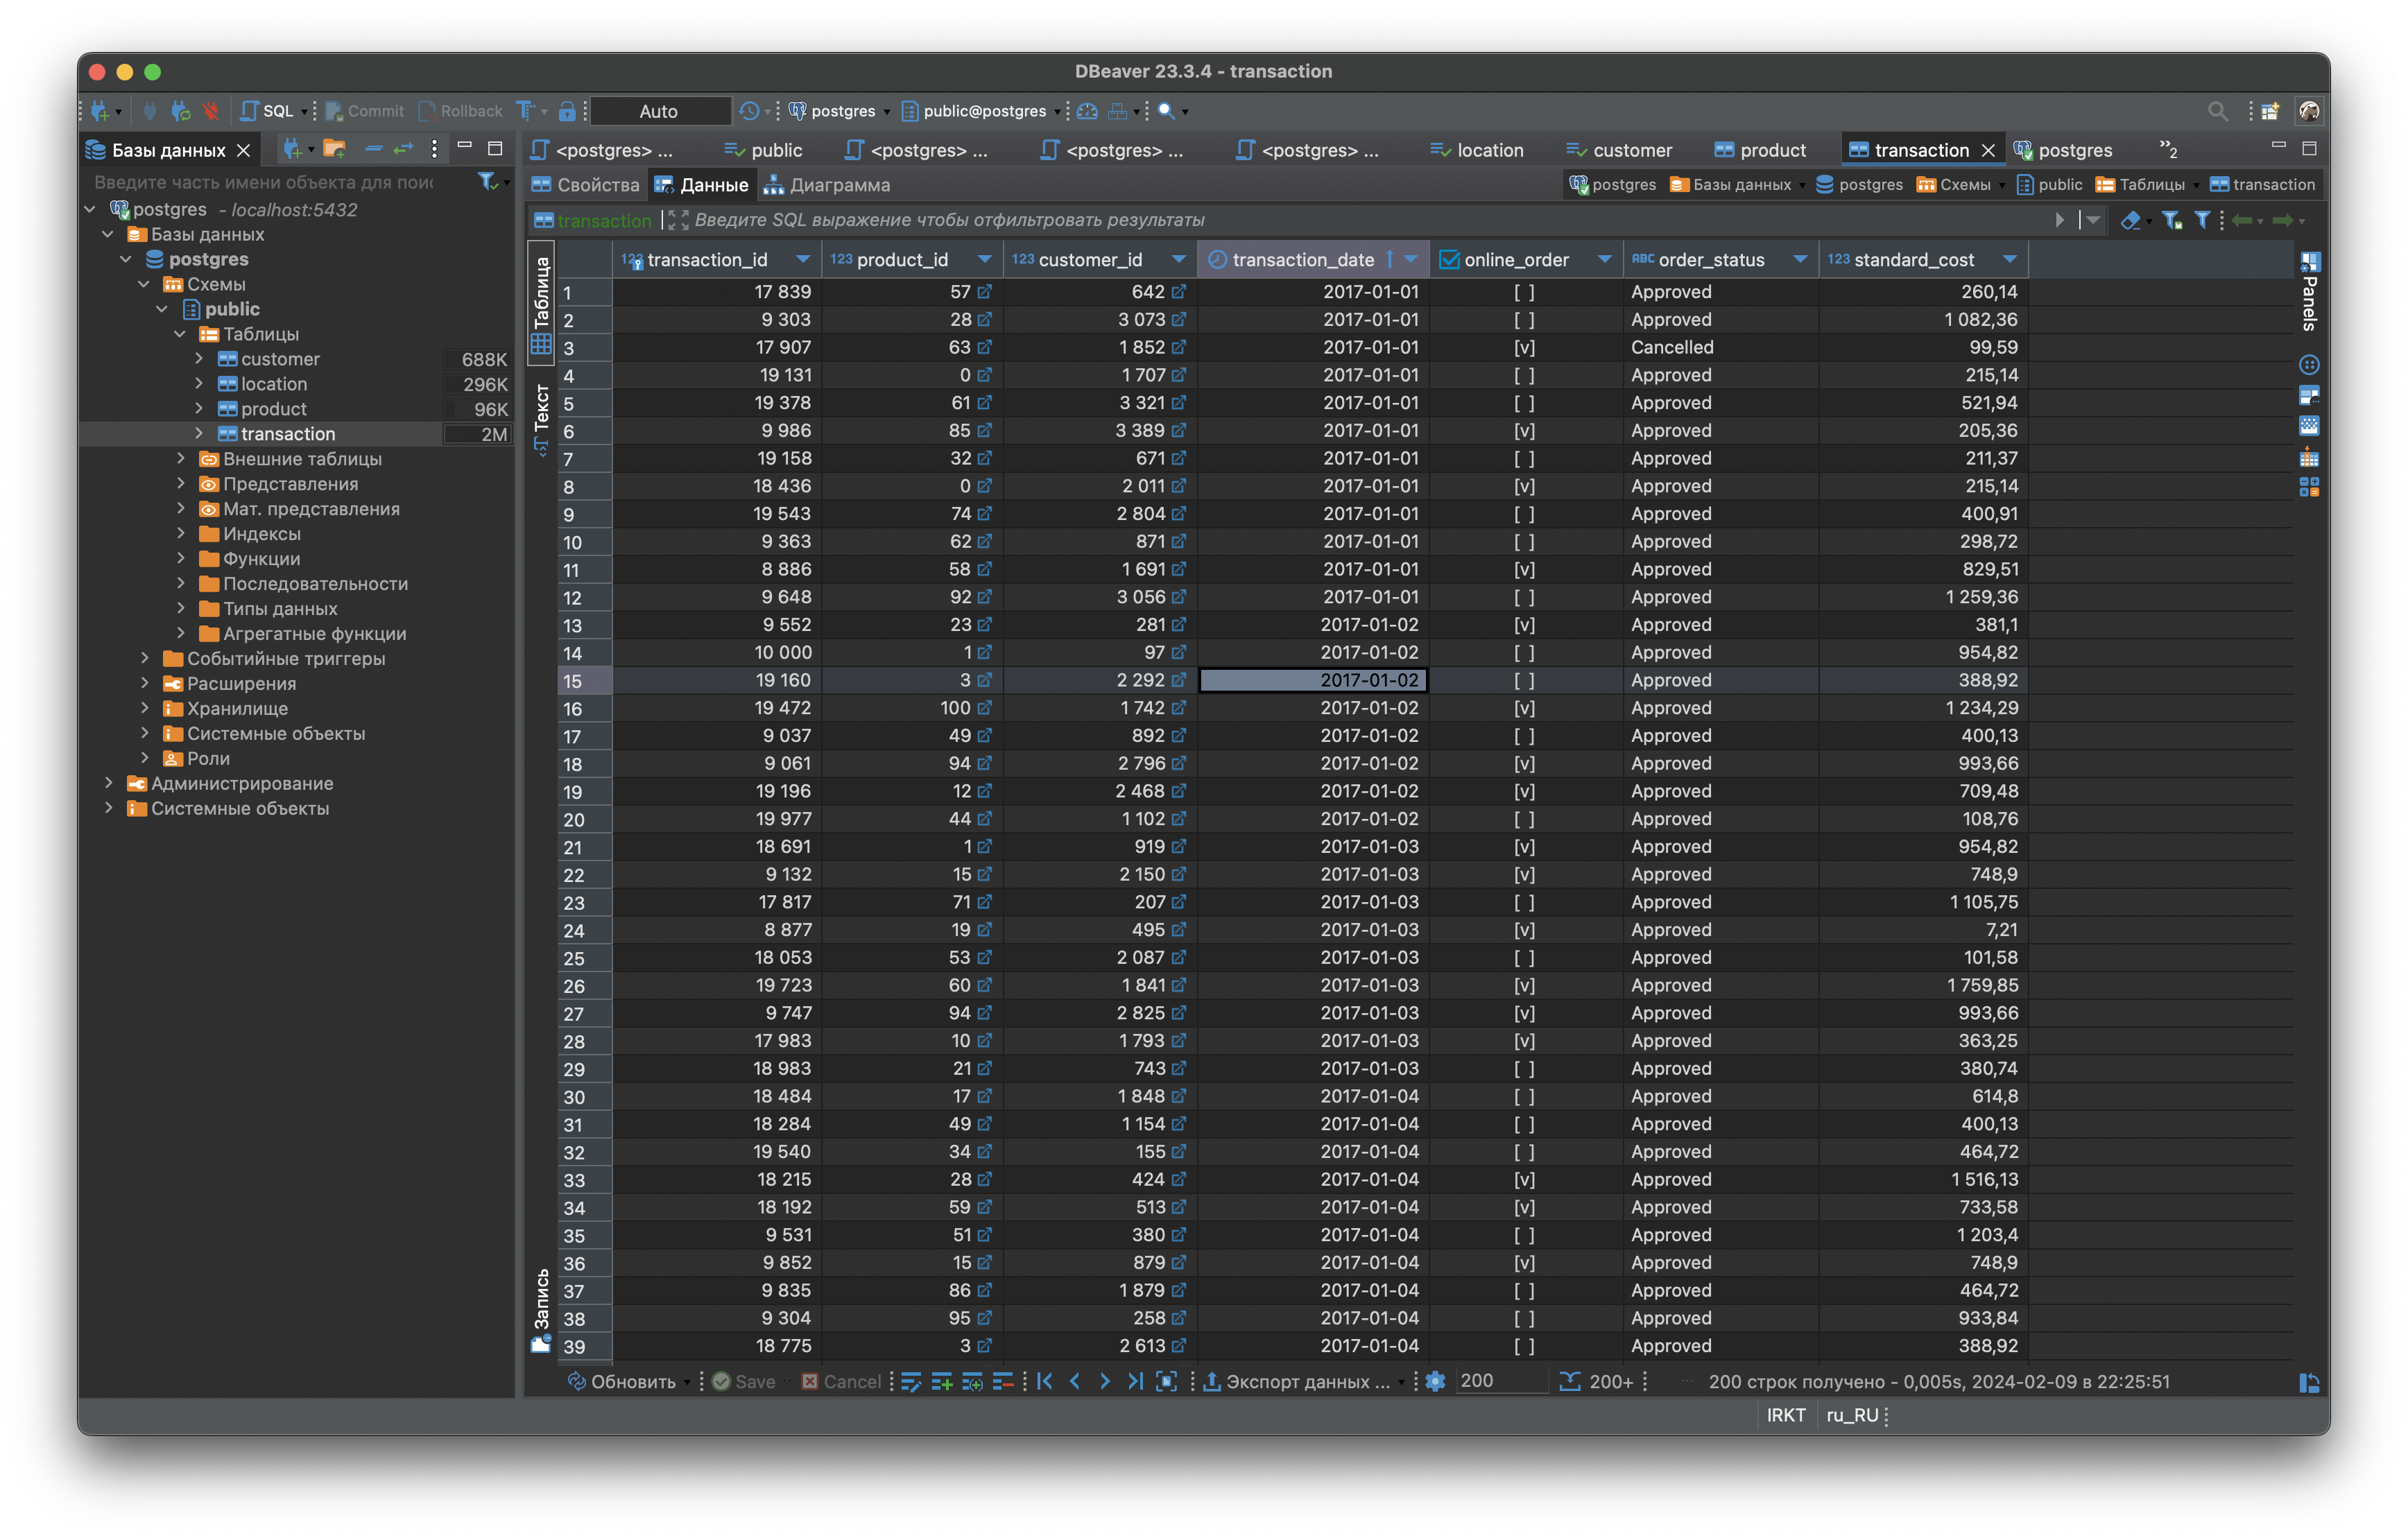 DBeaver 23.3.4 - transaction
SQL Commit Rollback Auto postgres public@postgres
Базы данных
<postgres> ... public <postgres> ... <postgres> ... <postgres> ... location customer product transaction postgres »2
Введите часть имени объекта для поис
Свойства Данные Диаграмма postgres Базы данных postgres Схемы public Таблицы transaction
transaction Введите SQL выражение чтобы отфильтровать результаты
postgres - localhost:5432
Базы данных
postgres
Схемы
public
Таблицы
customer 688K
location 296K
product 96K
transaction 2M
Внешние таблицы
Представления
Мат. представления
Индексы
Функции
Последовательности
Типы данных
Агрегатные функции
Событийные триггеры
Расширения
Хранилище
Системные объекты
Роли
Администрирование
Системные объекты
Таблица
Текст
Запись
Panels
123 transaction_id 123 product_id 123 customer_id transaction_date online_order ABC order_status 123 standard_cost
1 17 839 57 642 2017-01-01 [ ] Approved 260,14
2 9 303 28 3 073 2017-01-01 [ ] Approved 1 082,36
3 17 907 63 1 852 2017-01-01 [v] Cancelled 99,59
4 19 131 0 1 707 2017-01-01 [ ] Approved 215,14
5 19 378 61 3 321 2017-01-01 [ ] Approved 521,94
6 9 986 85 3 389 2017-01-01 [v] Approved 205,36
7 19 158 32 671 2017-01-01 [ ] Approved 211,37
8 18 436 0 2 011 2017-01-01 [v] Approved 215,14
9 19 543 74 2 804 2017-01-01 [ ] Approved 400,91
10 9 363 62 871 2017-01-01 [ ] Approved 298,72
11 8 886 58 1 691 2017-01-01 [v] Approved 829,51
12 9 648 92 3 056 2017-01-01 [ ] Approved 1 259,36
13 9 552 23 281 2017-01-02 [v] Approved 381,1
14 10 000 1 97 2017-01-02 [ ] Approved 954,82
15 19 160 3 2 292 2017-01-02 [ ] Approved 388,92
16 19 472 100 1 742 2017-01-02 [v] Approved 1 234,29
17 9 037 49 892 2017-01-02 [ ] Approved 400,13
18 9 061 94 2 796 2017-01-02 [v] Approved 993,66
19 19 196 12 2 468 2017-01-02 [v] Approved 709,48
20 19 977 44 1 102 2017-01-02 [ ] Approved 108,76
21 18 691 1 919 2017-01-03 [v] Approved 954,82
22 9 132 15 2 150 2017-01-03 [v] Approved 748,9
23 17 817 71 207 2017-01-03 [ ] Approved 1 105,75
24 8 877 19 495 2017-01-03 [v] Approved 7,21
25 18 053 53 2 087 2017-01-03 [ ] Approved 101,58
26 19 723 60 1 841 2017-01-03 [v] Approved 1 759,85
27 9 747 94 2 825 2017-01-03 [v] Approved 993,66
28 17 983 10 1 793 2017-01-03 [v] Approved 363,25
29 18 983 21 743 2017-01-03 [ ] Approved 380,74
30 18 484 17 1 848 2017-01-04 [ ] Approved 614,8
31 18 284 49 1 154 2017-01-04 [ ] Approved 400,13
32 19 540 34 155 2017-01-04 [ ] Approved 464,72
33 18 215 28 424 2017-01-04 [v] Approved 1 516,13
34 18 192 59 513 2017-01-04 [v] Approved 733,58
35 9 531 51 380 2017-01-04 [ ] Approved 1 203,4
36 9 852 15 879 2017-01-04 [v] Approved 748,9
37 9 835 86 1 879 2017-01-04 [ ] Approved 464,72
38 9 304 95 258 2017-01-04 [ ] Approved 933,84
39 18 775 3 2 613 2017-01-04 [ ] Approved 388,92
Обновить Save Cancel Экспорт данных ... 200 200+ 200 строк получено - 0,005s, 2024-02-09 в 22:25:51
IRKT ru_RU